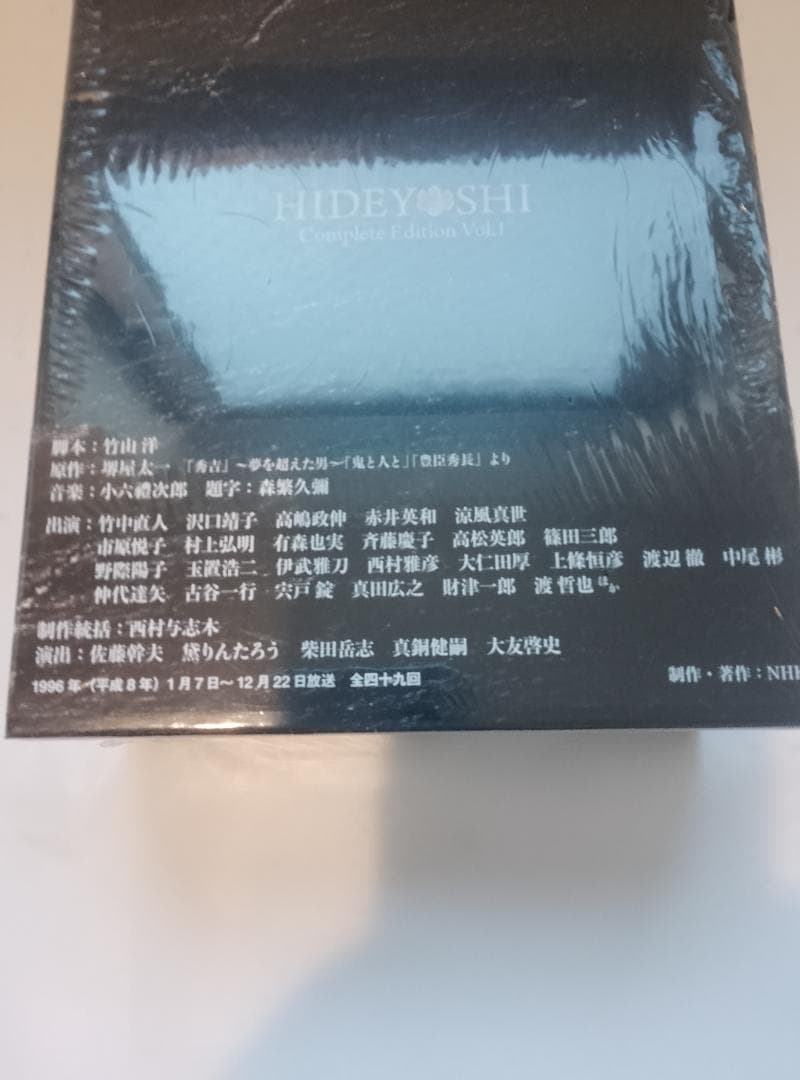 HIDEYOSHI
Complete Edition Vol.1
脚本：竹山 洋
原作：堺屋太一 『秀吉』～夢を超えた男～『鬼と人と』『豊臣秀長』より
音楽：小六禮次郎 題字：森繁久彌
出演：竹中直人 沢口靖子 高嶋政伸 赤井英和 涼風真世
市原悦子 村上弘明 有森也実 斉藤慶子 高松英郎 篠田三郎
野際陽子 玉置浩二 伊武雅刀 西村雅彦 大仁田厚 上條恒彦 渡辺 徹 中尾 彬
仲代達矢 古谷一行 宍戸 錠 真田広之 財津一郎 渡 哲也 ほか
制作統括：西村与志木
演出：佐藤幹夫 黛りんたろう 柴田岳志 真銅健嗣 大友啓史
1996年（平成8年）1月7日～12月22日放送 全四十九回
制作・著作：NHK